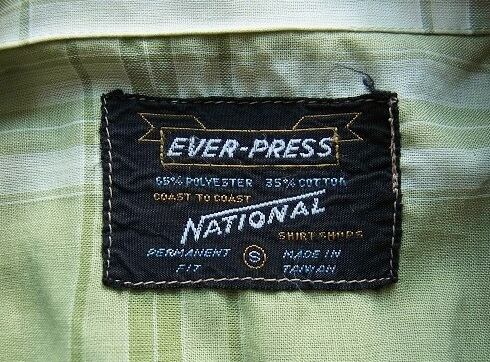 EVER-PRESS
65% POLYESTER 35% COTTON
COAST TO COAST
NATIONAL
SHIRT SHOPS
PERMANENT FIT
S
MADE IN TAIWAN